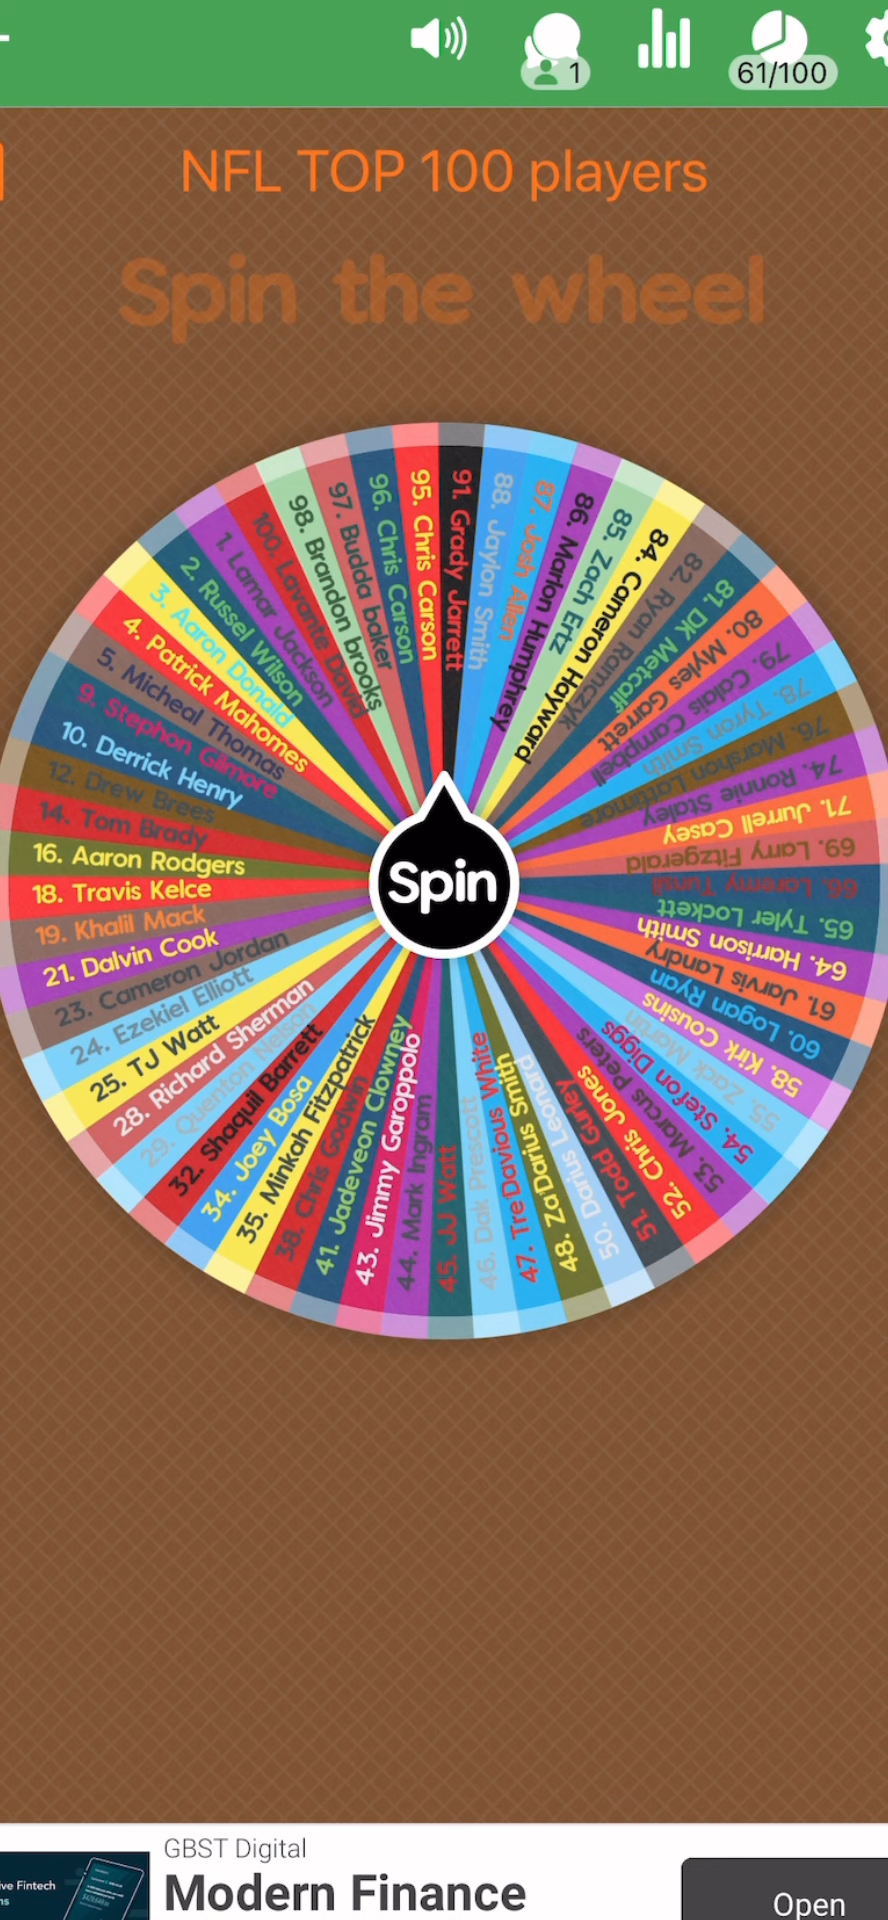 1
61/100
NFL TOP 100 players
Spin the wheel
1. Lamar Jackson
2. Russel Wilson
3. Aaron Donald
4. Patrick Mahomes
5. Micheal Thomas
9. Stephon Gilmore
10. Derrick Henry
12. Drew Brees
14. Tom Brady
16. Aaron Rodgers
18. Travis Kelce
19. Khalil Mack
21. Dalvin Cook
23. Cameron Jordan
24. Ezekiel Elliott
25. TJ Watt
28. Richard Sherman
29. Quenton Nelson
32. Shaquil Barrett
34. Joey Bosa
35. Minkah Fitzpatrick
38. Chris Godwin
41. Jadeveon Clowney
43. Jimmy Garoppolo
44. Mark Ingram
45. JJ Watt
46. Dak Prescott
47. Tre'Davious White
48. Za'Darius Smith
50. Darius Leonard
51. Todd Gurley
52. Chris Jones
53. Marcus Peters
54. Stefon Diggs
55. Zack Martin
58. Kirk Cousins
60. Logan Ryan
61. Jarvis Landry
64. Harrison Smith
65. Tyler Lockett
66. Laremy Tunsil
69. Larry Fitzgerald
71. Jurrell Casey
74. Ronnie Staley
76. Marshon Lattimore
78. Tyron Smith
79. Calais Campbell
80. Myles Garrett
81. DK Metcalf
82. Ryan Ramczyk
84. Cameron Hayward
85. Zach Ertz
86. Marlon Humphrey
87. Josh Allen
88. Jaylon Smith
91. Grady Jarrett
95. Chris Carson
96. Chris Carson
97. Budda baker
98. Brandon brooks
100. Lavante David
Spin
GBST Digital
Modern Finance
Open
ve Fintech
ns